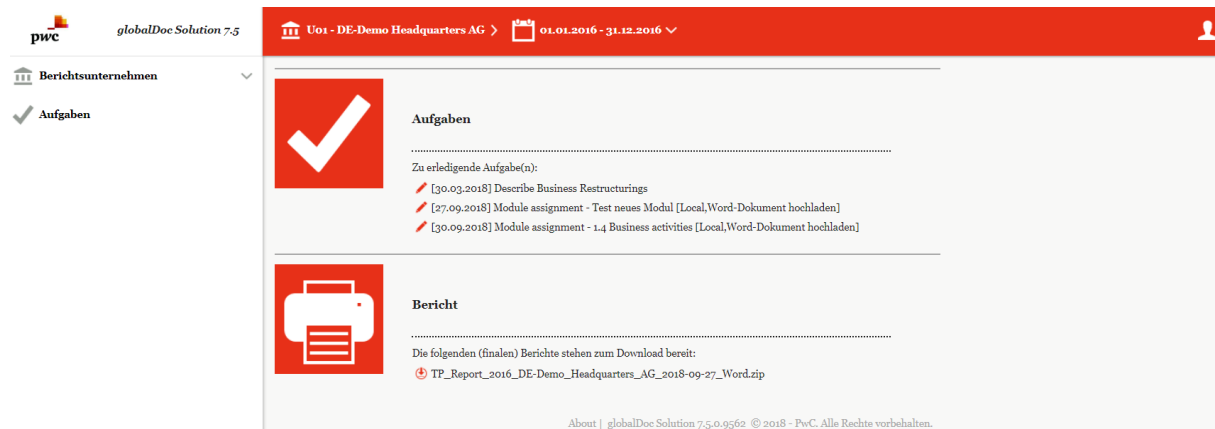 pwc
globalDoc Solution 7.5
U01 - DE-Demo Headquarters AG
01.01.2016 - 31.12.2016
Berichtsunternehmen
Aufgaben
Aufgaben
Zu erledigende Aufgabe(n):
[30.03.2018] Describe Business Restructurings
[27.09.2018] Module assignment - Test neues Modul [Local,Word-Dokument hochladen]
[30.09.2018] Module assignment - 1.4 Business activities [Local,Word-Dokument hochladen]
Bericht
Die folgenden (finalen) Berichte stehen zum Download bereit:
TP_Report_2016_DE-Demo_Headquarters_AG_2018-09-27_Word.zip
About | globalDoc Solution 7.5.0.9562 © 2018 - PwC. Alle Rechte vorbehalten.